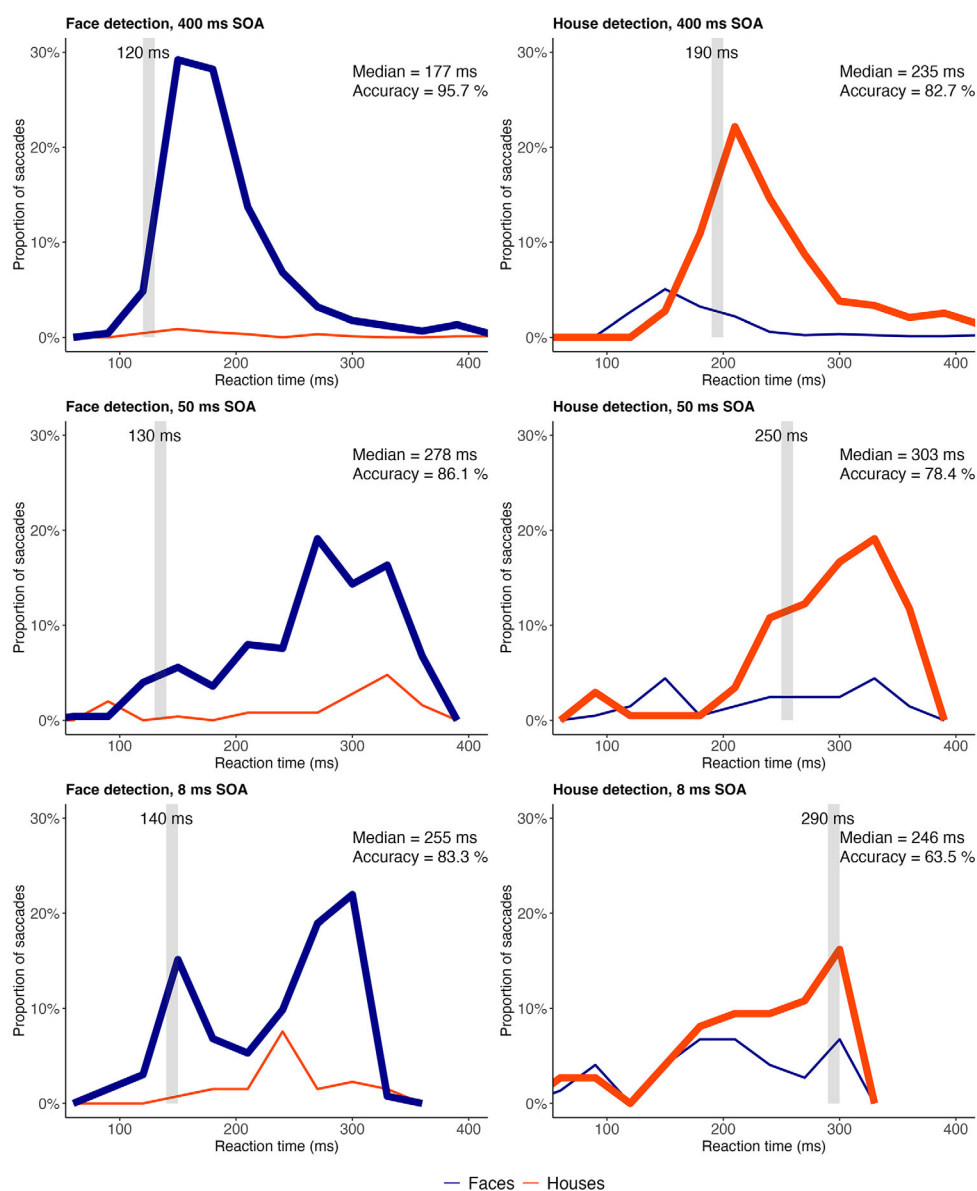 Face detection, 400 ms SOA
120 ms
Median = 177 ms
Accuracy = 95.7 %
30%
20%
10%
0%
Proportion of saccades
100 200 300 400
Reaction time (ms)
House detection, 400 ms SOA
190 ms
Median = 235 ms
Accuracy = 82.7 %
30%
20%
10%
0%
Proportion of saccades
100 200 300 400
Reaction time (ms)
Face detection, 50 ms SOA
130 ms
Median = 278 ms
Accuracy = 86.1 %
30%
20%
10%
0%
Proportion of saccades
100 200 300 400
Reaction time (ms)
House detection, 50 ms SOA
250 ms
Median = 303 ms
Accuracy = 78.4 %
30%
20%
10%
0%
Proportion of saccades
100 200 300 400
Reaction time (ms)
Face detection, 8 ms SOA
140 ms
Median = 255 ms
Accuracy = 83.3 %
30%
20%
10%
0%
Proportion of saccades
100 200 300 400
Reaction time (ms)
House detection, 8 ms SOA
290 ms
Median = 246 ms
Accuracy = 63.5 %
30%
20%
10%
0%
Proportion of saccades
100 200 300 400
Reaction time (ms)
Faces Houses